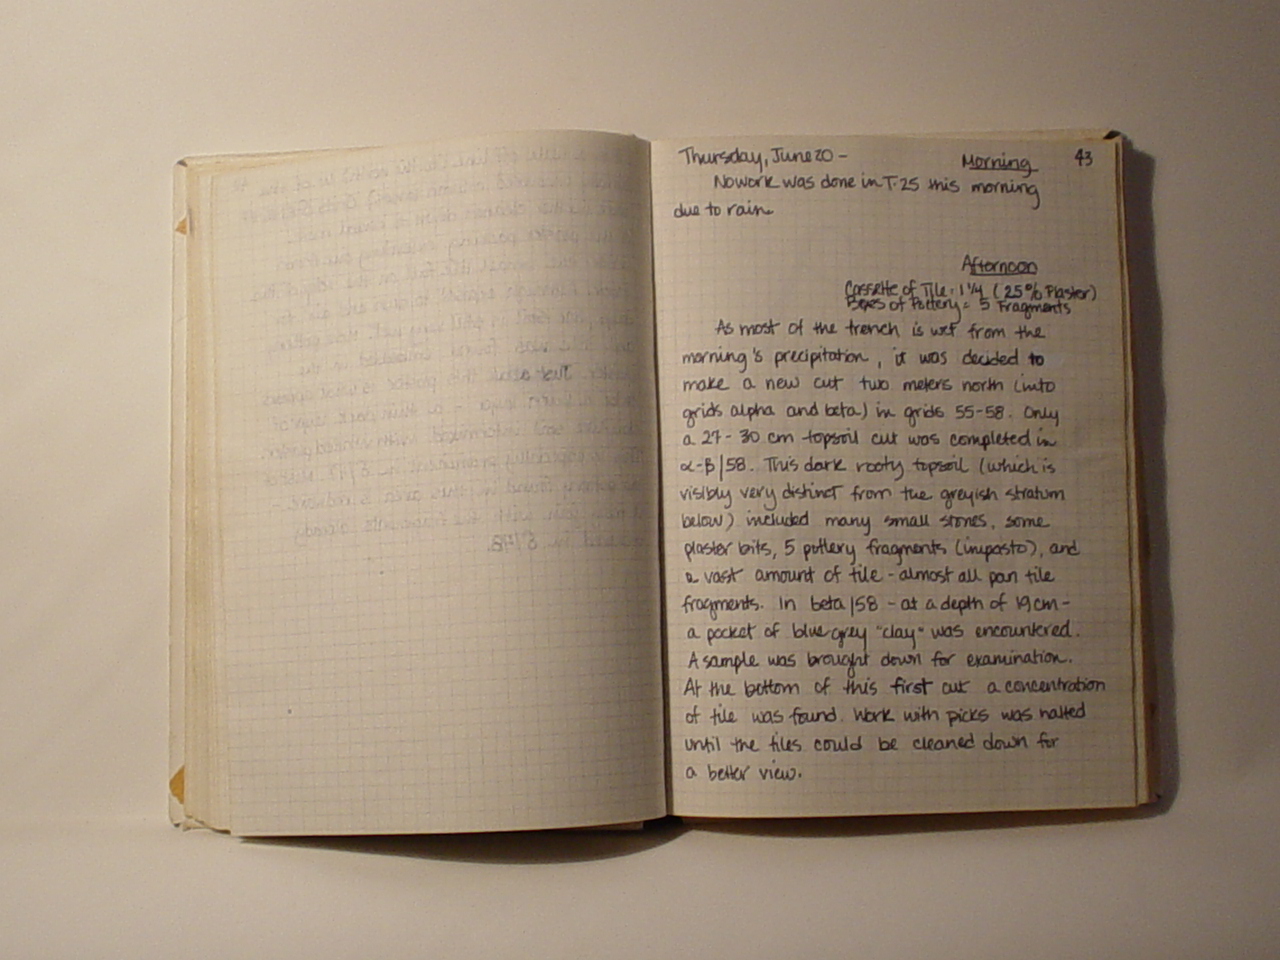 Thursday, June 20 - Morning 43
No work was done in T-25 this morning
due to rain.
Afternoon
Cassette of Tile: 1 1/4 (25% Plaster)
Boxes of Pottery = 5 Fragments
As most of the trench is wet from the
morning's precipitation, it was decided to
make a new cut two meters north (into
grids alpha and beta) in grids 55-58. Only
a 27-30 cm topsoil cut was completed in
α-β/58. This dark rooty topsoil (which is
visibly very distinct from the greyish stratum
below) included many small stones, some
plaster bits, 5 pottery fragments (impasto), and
a vast amount of tile - almost all pan tile
fragments. In beta/58 - at a depth of 19cm -
a pocket of blue grey "clay" was encountered.
A sample was brought down for examination.
At the bottom of this first cut a concentration
of tile was found. Work with picks was halted
until the tiles could be cleaned down for
a better view.